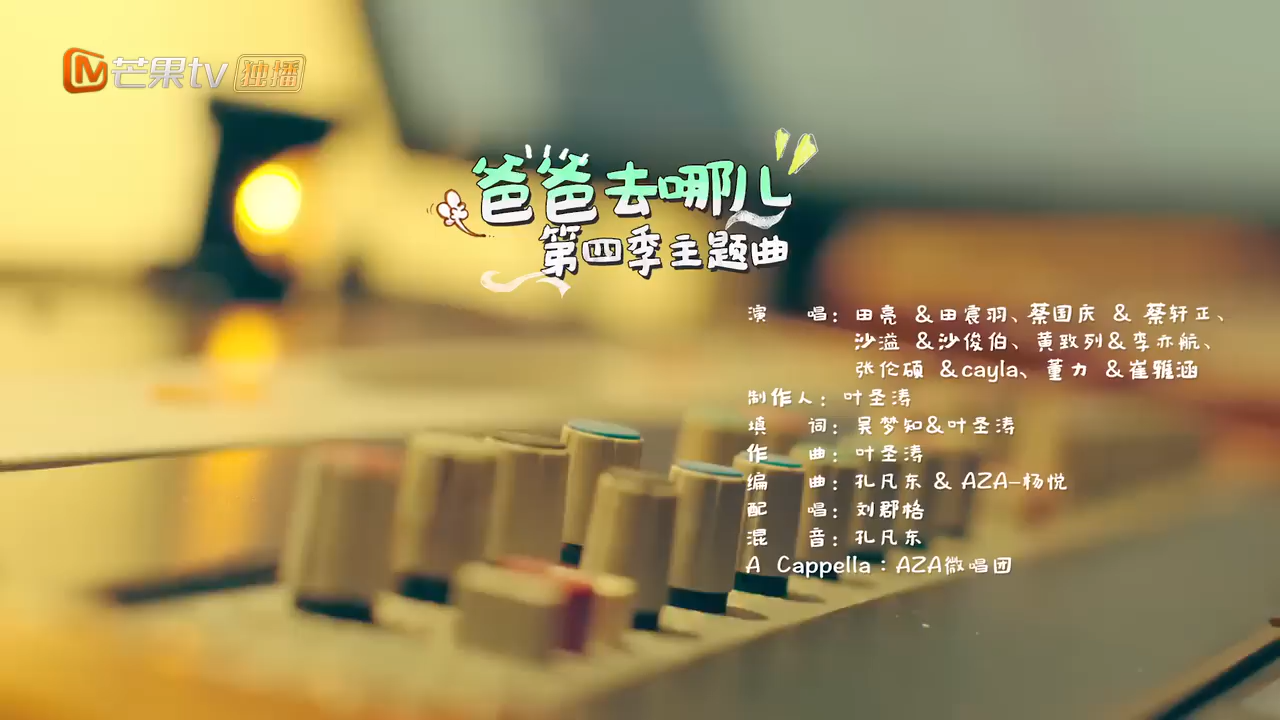 芒果tv 独播
爸爸去哪儿
第四季主题曲
演 唱：田亮 &田宸羽、蔡国庆 & 蔡轩正、
沙溢 &沙俊伯、黄致列&李亦航、
张伦硕 &cayla、董力 &崔雅涵
制作人：叶圣涛
填 词：吴梦知&叶圣涛
作 曲：叶圣涛
编 曲：孔凡东 & AZA-杨悦
配 唱：刘郡格
混 音：孔凡东
A Cappella：AZA微唱团